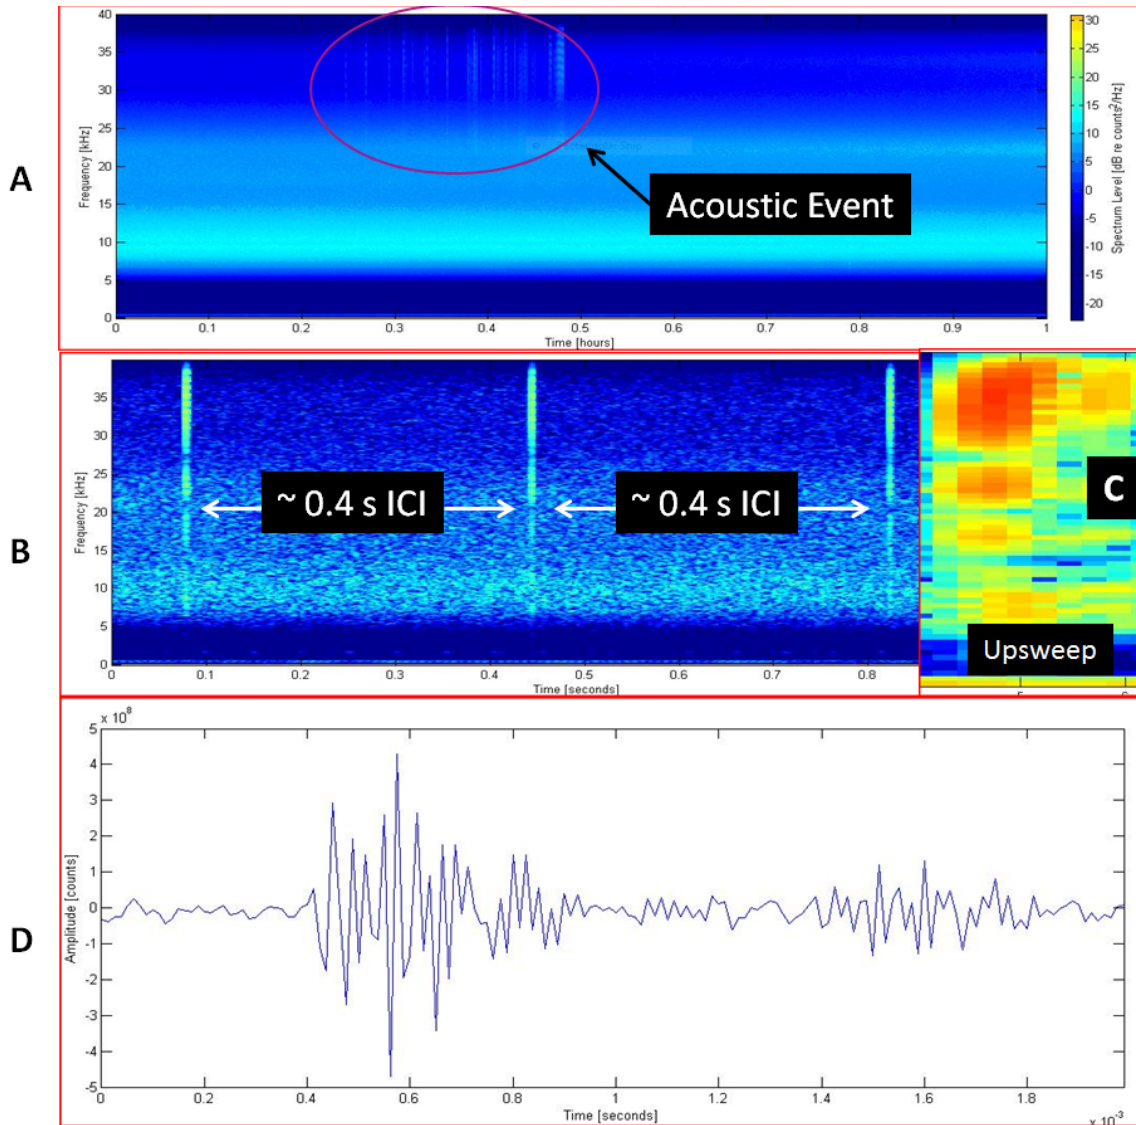 A
40
35
30
25
20
15
10
5
0
Frequency [kHz]
0 0.1 0.2 0.3 0.4 0.5 0.6 0.7 0.8 0.9 1
Time [hours]
Acoustic Event
30
25
20
15
10
5
0
-5
-10
-15
-20
Spectrum Level [dB re counts²/Hz]
B
35
30
25
20
15
10
5
0
Frequency [kHz]
~ 0.4 s ICI
~ 0.4 s ICI
0 0.1 0.2 0.3 0.4 0.5 0.6 0.7 0.8
Time [seconds]
C
Upsweep
D
x 10⁸
5
4
3
2
1
0
-1
-2
-3
-4
-5
Amplitude [counts]
0 0.2 0.4 0.6 0.8 1 1.2 1.4 1.6 1.8
Time [seconds]
x 10⁻³